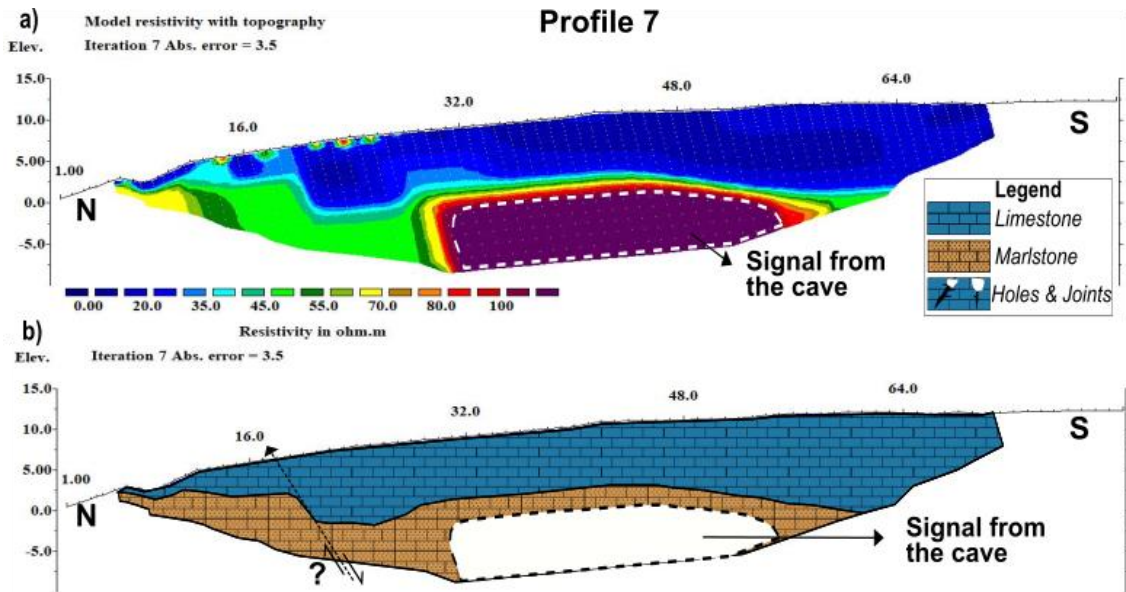 a)
Model resistivity with topography
Profile 7
Elev.
Iteration 7 Abs. error = 3.5
15.0
10.0
5.00
0.0
-5.0
1.00
16.0
32.0
48.0
64.0
N
S
Signal from
the cave
Legend
Limestone
Marlstone
Holes & Joints
0.00 20.0 35.0 45.0 55.0 70.0 80.0 100
b)
Resistivity in ohm.m
Elev.
Iteration 7 Abs. error = 3.5
15.0
10.0
5.00
0.0
-5.0
1.00
16.0
32.0
48.0
64.0
N
S
?
Signal from
the cave